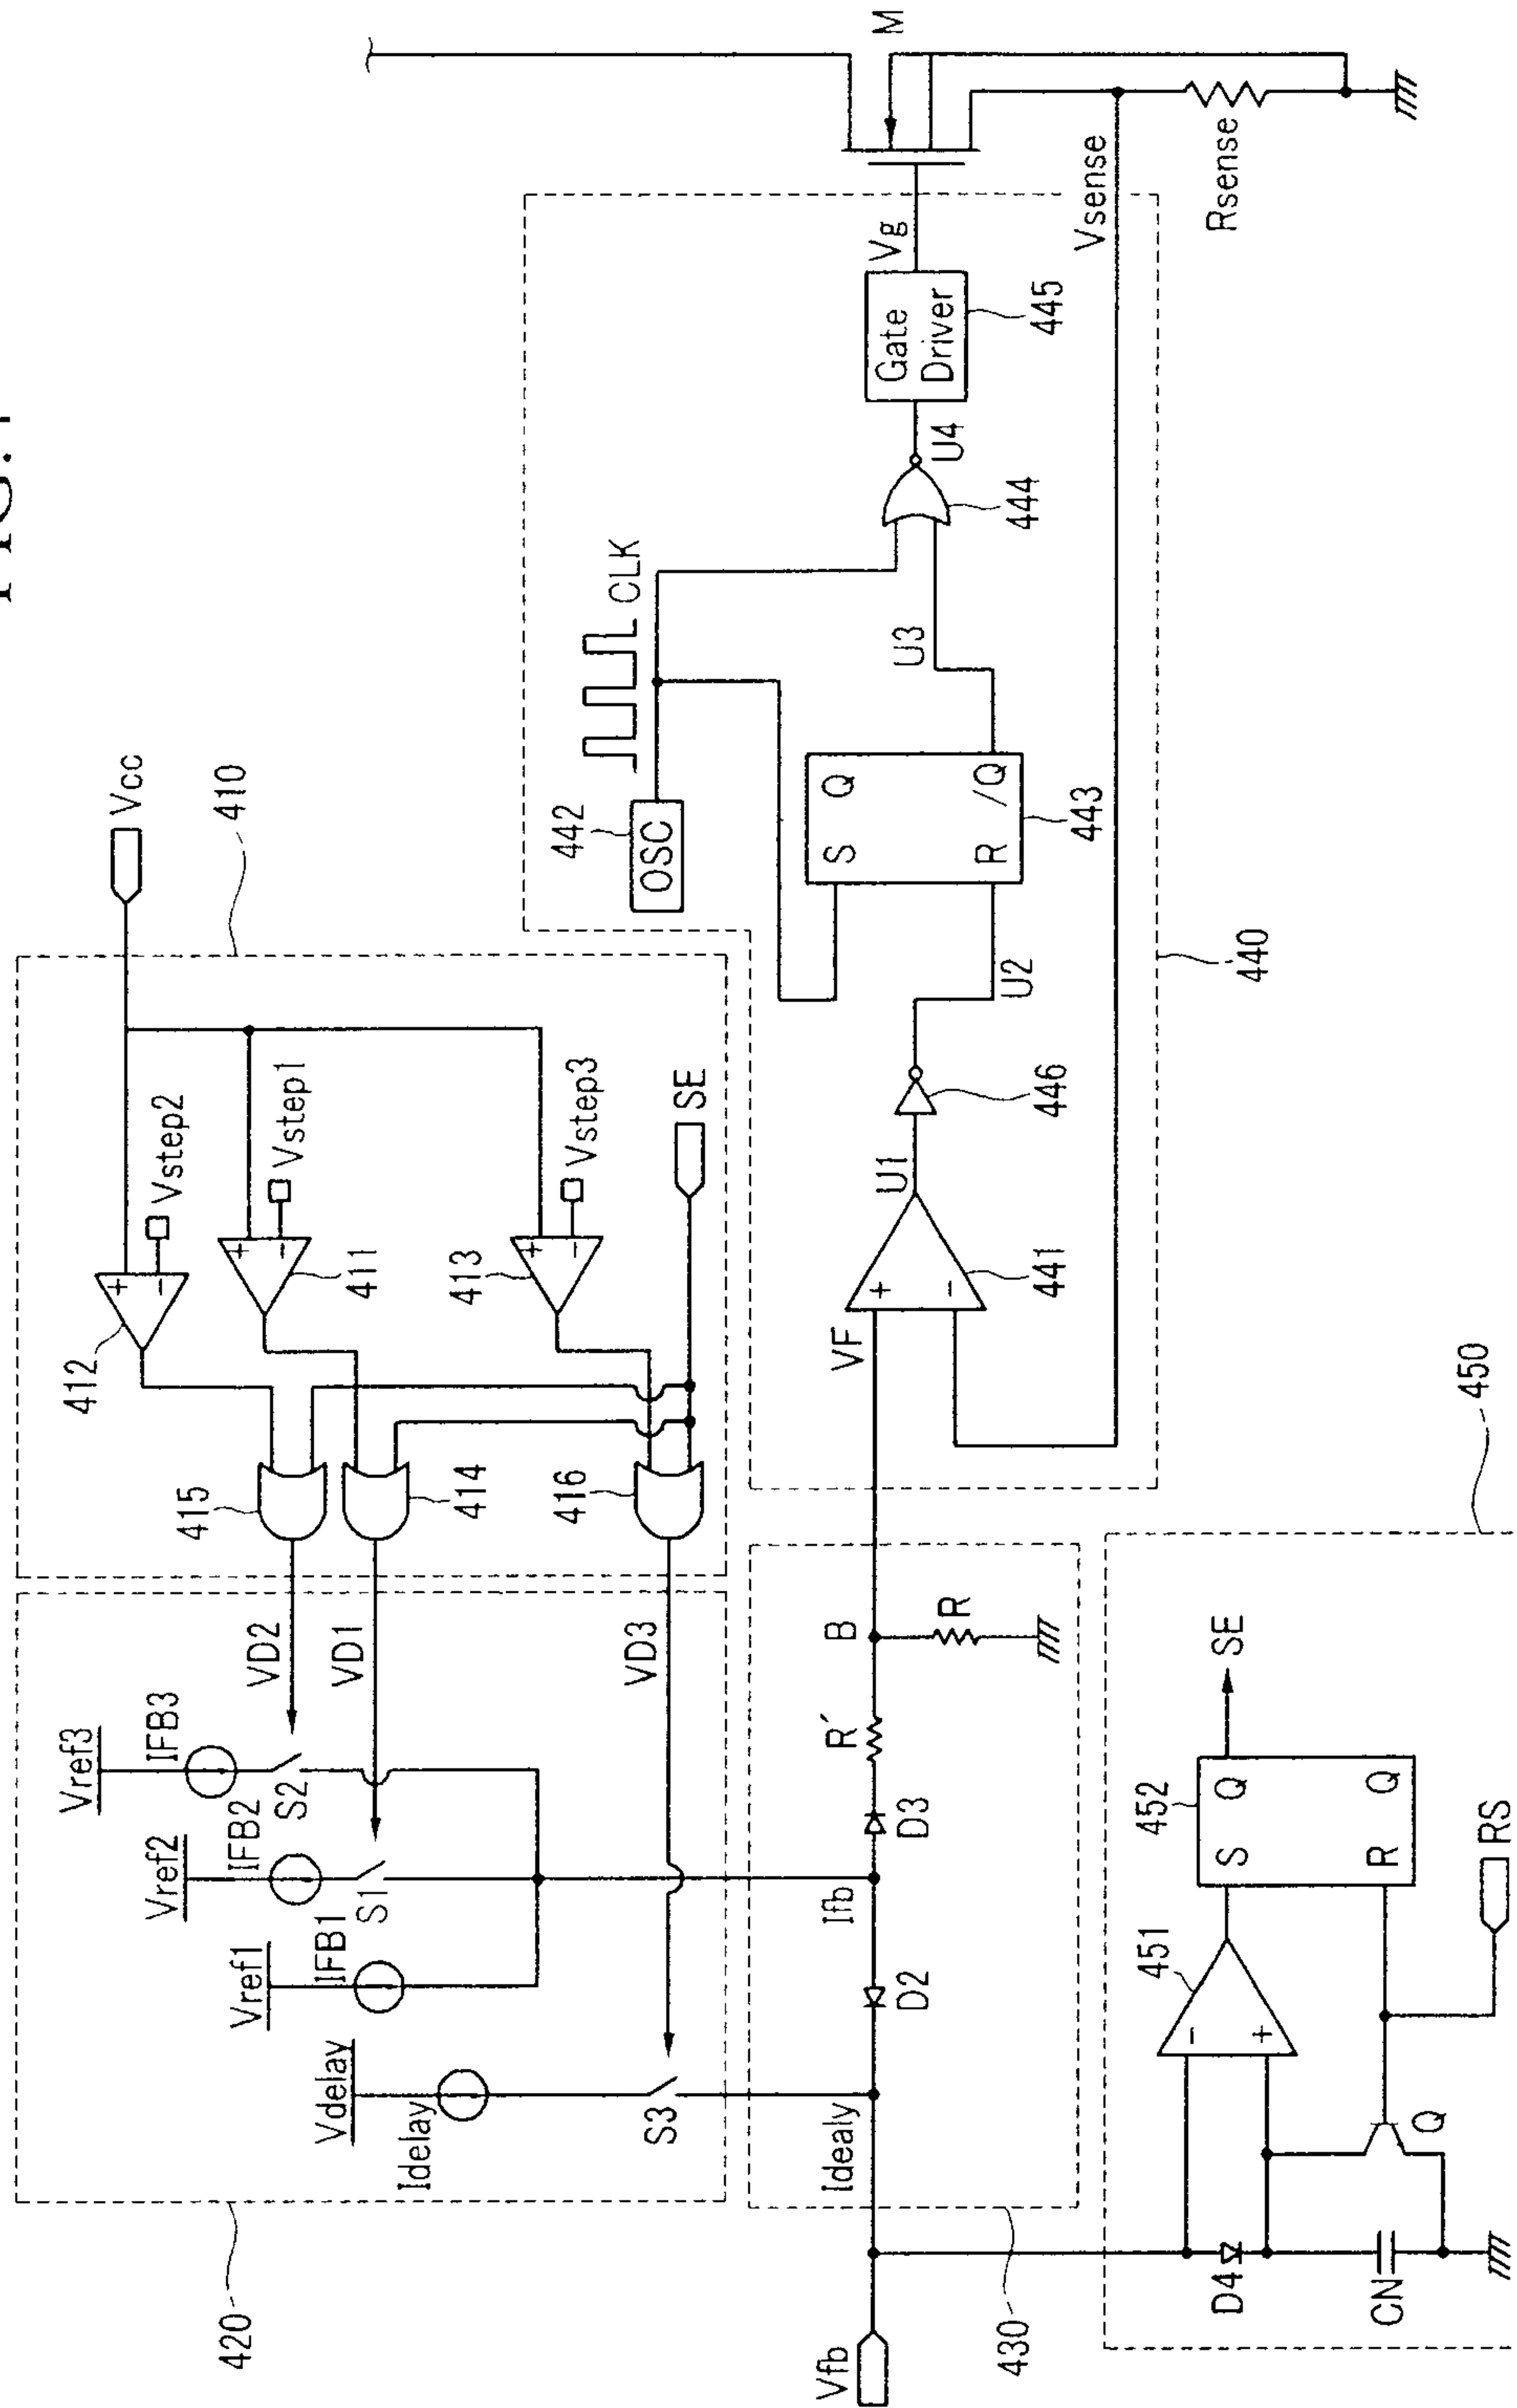 FIG. 4
Vcc
410
Vstep2
Vstep1
Vstep3
SE
+
-
+
-
+
-
412
411
413
415
414
416
420
Vref3
IFB3
S2
VD2
Vref2
IFB2
S1
VD1
Vref1
IFB1
VD3
Vdelay
Idelay
S3
Vfb
Idealy
Ifb
D2
D3
R´
B
R
430
VF
+
-
441
U1
446
U2
442
OSC
CLK
S
Q
R
/Q
443
U3
444
U4
Gate
Driver
445
Vg
M
Vsense
Rsense
440
450
D4
CN
Q
-
+
451
452
S
Q
R
Q
SE
RS